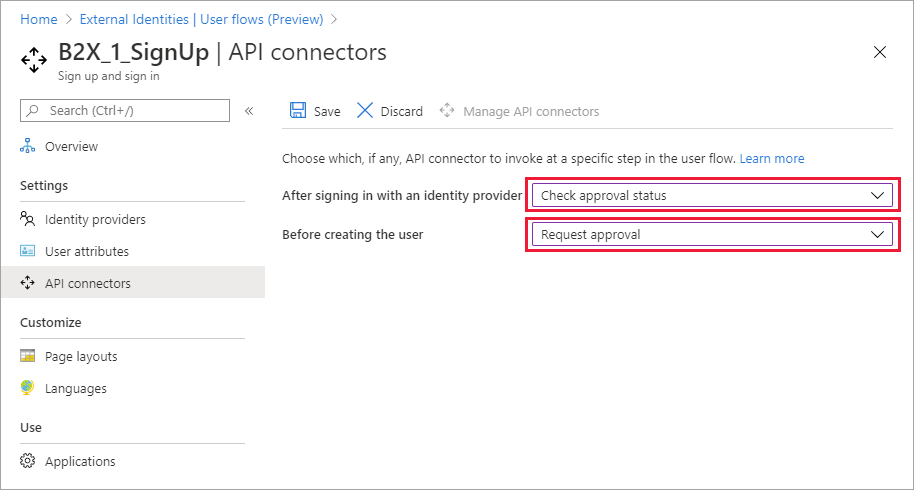 Home > External Identities | User flows (Preview) >
B2X_1_SignUp | API connectors
Sign up and sign in
Search (Ctrl+/) «
Save Discard Manage API connectors
Overview
Choose which, if any, API connector to invoke at a specific step in the user flow. Learn more
Settings
After signing in with an identity provider Check approval status
Identity providers
Before creating the user Request approval
User attributes
API connectors
Customize
Page layouts
Languages
Use
Applications